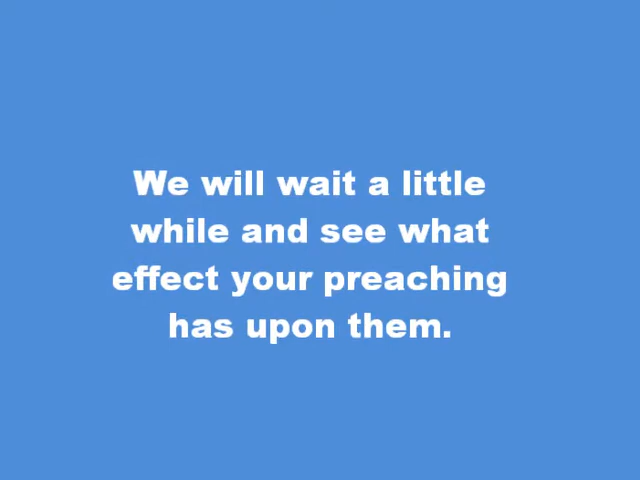 We will wait a little
while and see what
effect your preaching
has upon them.